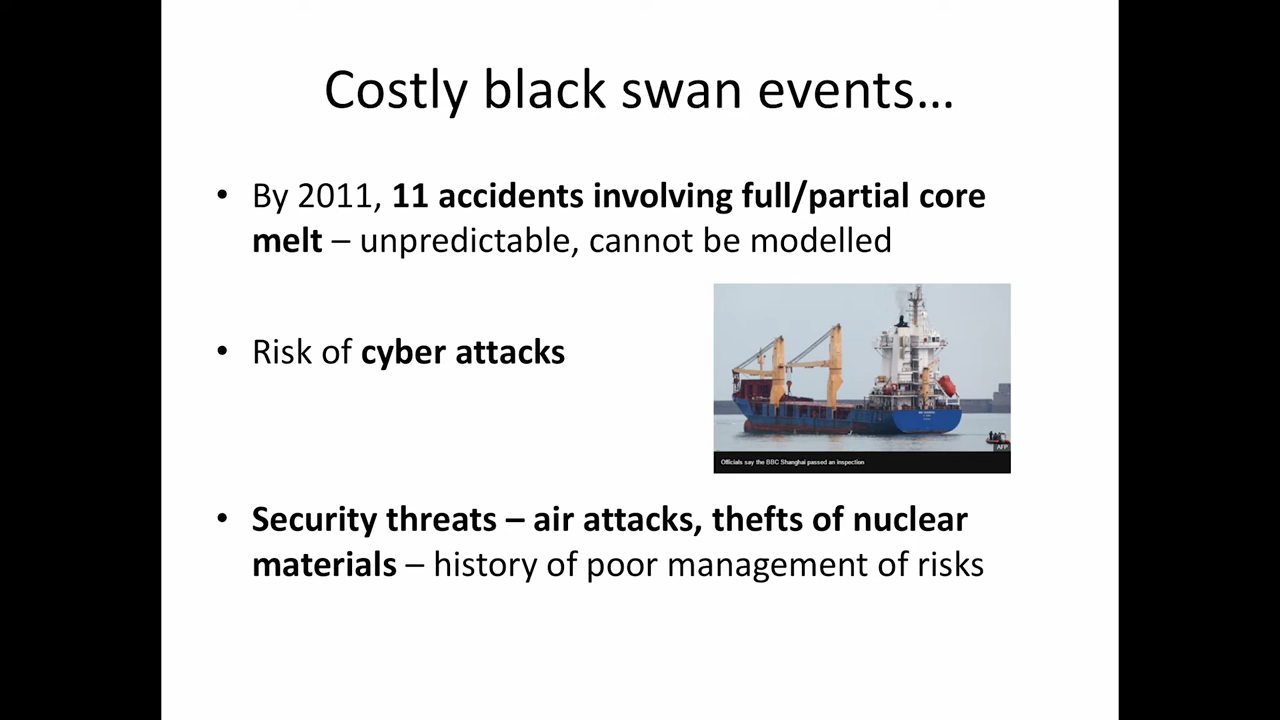 Costly black swan events…
• By 2011, 11 accidents involving full/partial core
melt – unpredictable, cannot be modelled
• Risk of cyber attacks
AFP
Officials say the BBC Shanghai passed an inspection
• Security threats – air attacks, thefts of nuclear
materials – history of poor management of risks